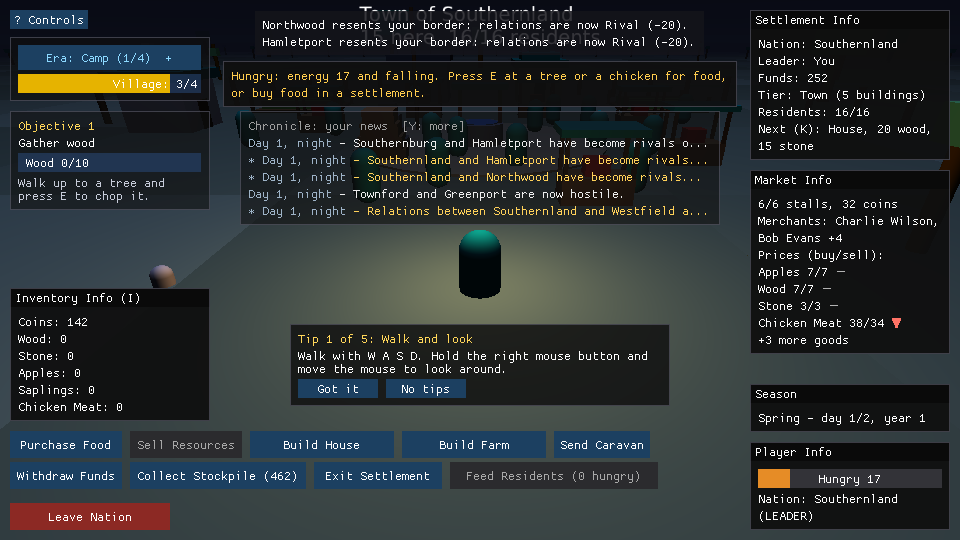 ? Controls
Town of Southernland
16 here, 16/16 residents
Northwood resents your border: relations are now Rival (-20).
Hamletport resents your border: relations are now Rival (-20).
Era: Camp (1/4) +
Village: 3/4
Hungry: energy 17 and falling. Press E at a tree or a chicken for food,
or buy food in a settlement.
Objective 1
Gather wood
Wood 0/10
Walk up to a tree and
press E to chop it.
Chronicle: your news [Y: more]
Day 1, night – Southernburg and Hamletport have become rivals o...
* Day 1, night – Southernland and Hamletport have become rivals...
* Day 1, night – Southernland and Northwood have become rivals...
Day 1, night – Townford and Greenport are now hostile.
* Day 1, night – Relations between Southernland and Westfield a...
Settlement Info
Nation: Southernland
Leader: You
Funds: 252
Tier: Town (5 buildings)
Residents: 16/16
Next (K): House, 20 wood,
15 stone
Market Info
6/6 stalls, 32 coins
Merchants: Charlie Wilson,
Bob Evans +4
Prices (buy/sell):
Apples 7/7 —
Wood 7/7 —
Stone 3/3 —
Chicken Meat 38/34 ▼
+3 more goods
Inventory Info (I)
Coins: 142
Wood: 0
Stone: 0
Apples: 0
Saplings: 0
Chicken Meat: 0
Tip 1 of 5: Walk and look
Walk with W A S D. Hold the right mouse button and
move the mouse to look around.
Got it
No tips
Season
Spring – day 1/2, year 1
Purchase Food
Sell Resources
Build House
Build Farm
Send Caravan
Withdraw Funds
Collect Stockpile (462)
Exit Settlement
Feed Residents (0 hungry)
Leave Nation
Player Info
Hungry 17
Nation: Southernland
(LEADER)